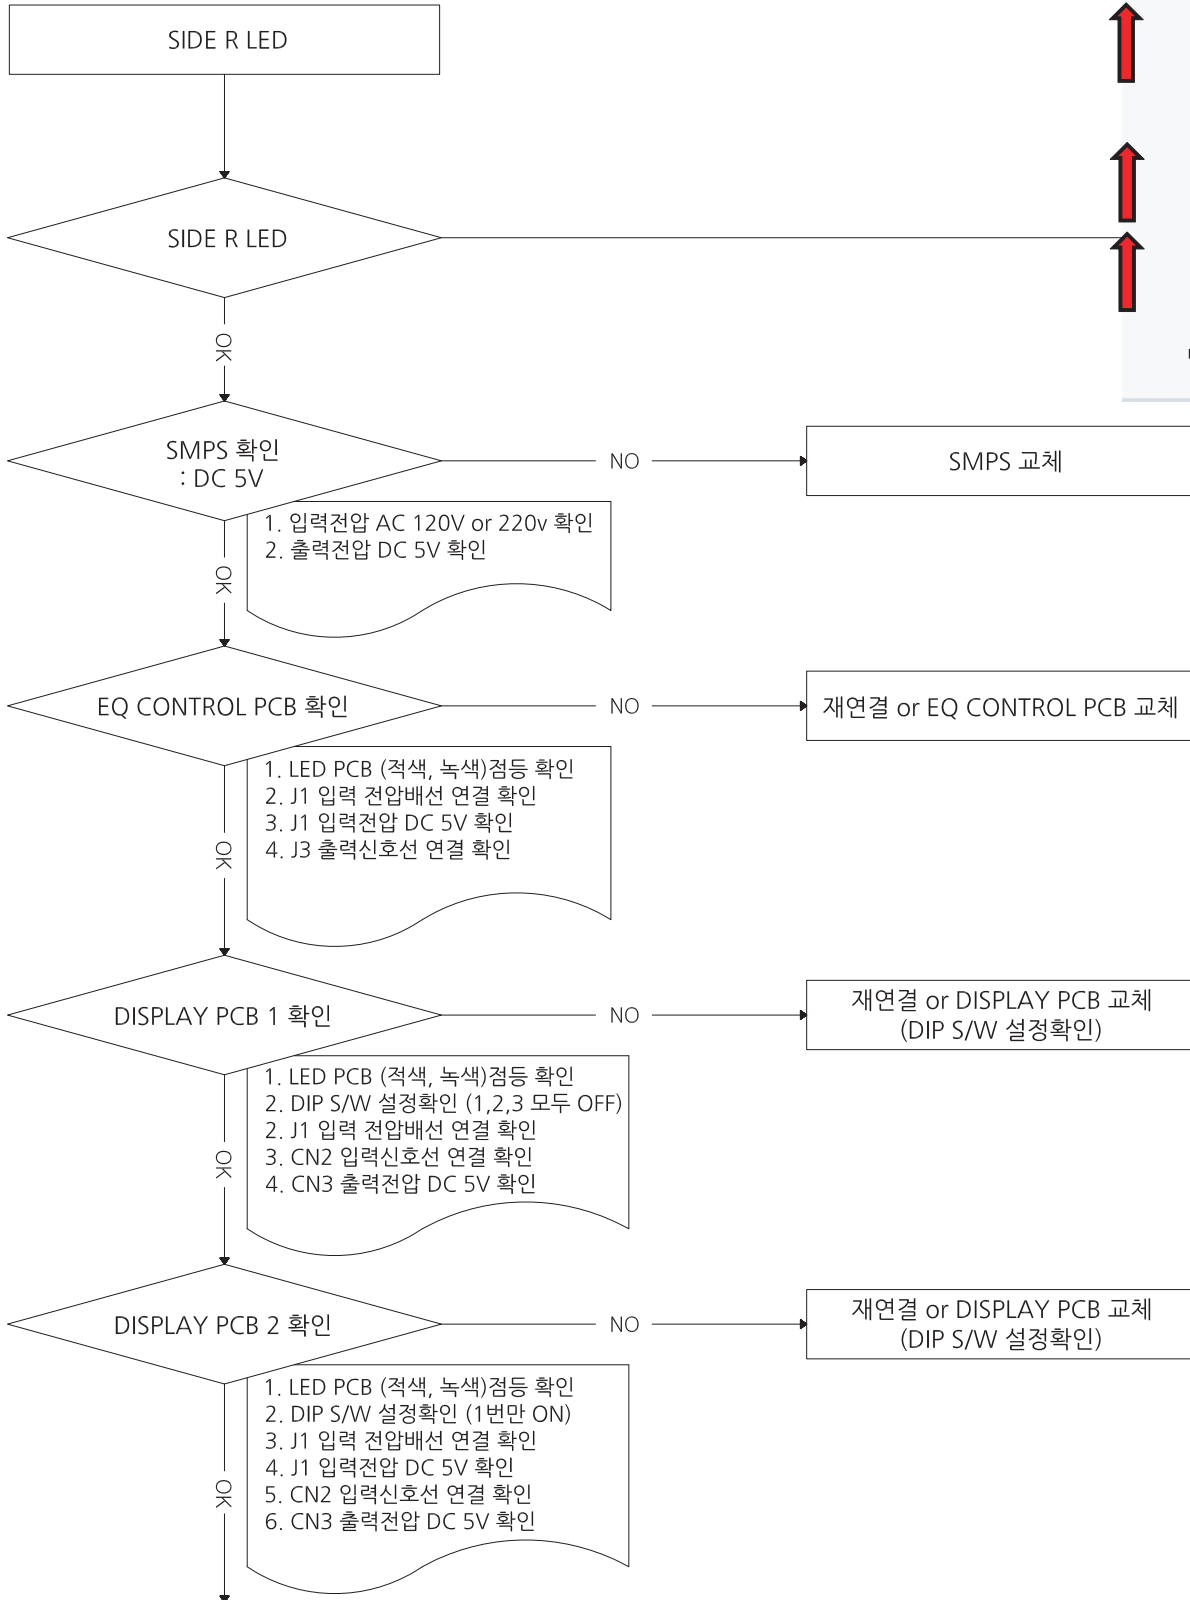 SIDE R LED
SIDE R LED
OK
SMPS 확인
: DC 5V
NO
SMPS 교체
1. 입력전압 AC 120V or 220v 확인
2. 출력전압 DC 5V 확인
OK
EQ CONTROL PCB 확인
NO
재연결 or EQ CONTROL PCB 교체
1. LED PCB (적색, 녹색)점등 확인
2. J1 입력 전압배선 연결 확인
3. J1 입력전압 DC 5V 확인
4. J3 출력신호선 연결 확인
OK
DISPLAY PCB 1 확인
NO
재연결 or DISPLAY PCB 교체
(DIP S/W 설정확인)
1. LED PCB (적색, 녹색)점등 확인
2. DIP S/W 설정확인 (1,2,3 모두 OFF)
2. J1 입력 전압배선 연결 확인
3. CN2 입력신호선 연결 확인
4. CN3 출력전압 DC 5V 확인
OK
DISPLAY PCB 2 확인
NO
재연결 or DISPLAY PCB 교체
(DIP S/W 설정확인)
1. LED PCB (적색, 녹색)점등 확인
2. DIP S/W 설정확인 (1번만 ON)
3. J1 입력 전압배선 연결 확인
4. J1 입력전압 DC 5V 확인
5. CN2 입력신호선 연결 확인
6. CN3 출력전압 DC 5V 확인
OK